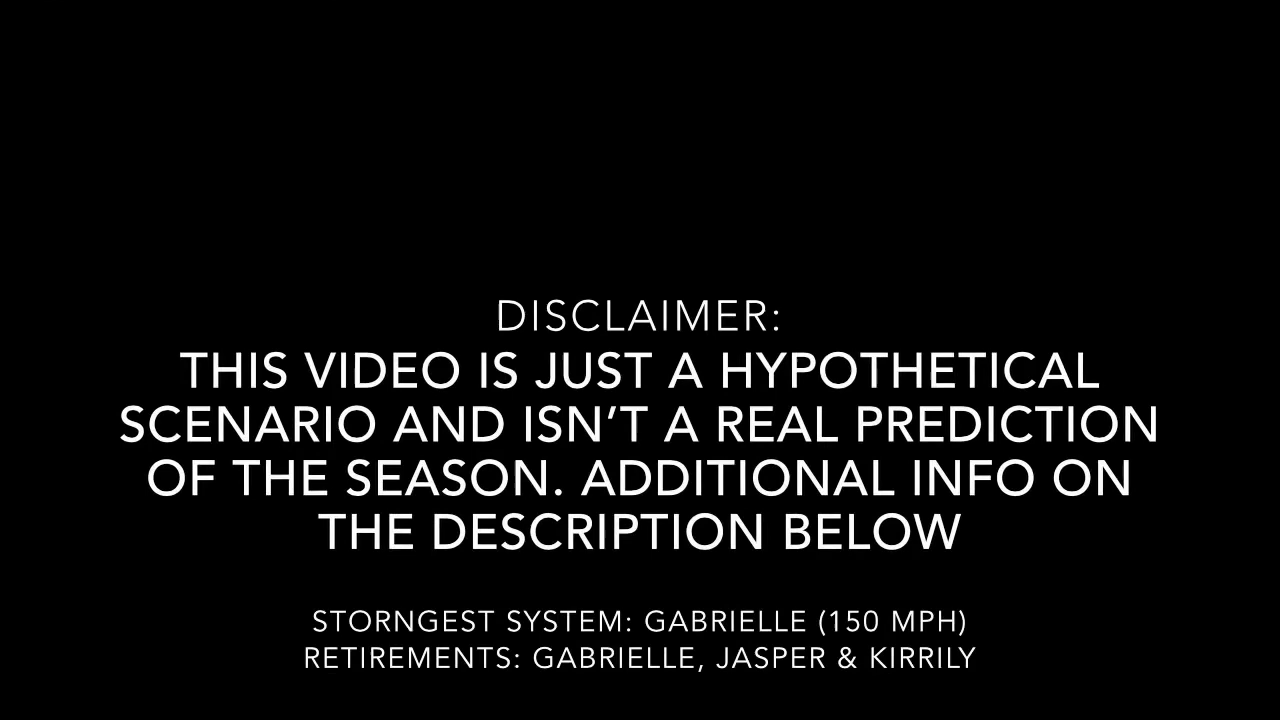 DISCLAIMER:
THIS VIDEO IS JUST A HYPOTHETICAL
SCENARIO AND ISN’T A REAL PREDICTION
OF THE SEASON. ADDITIONAL INFO ON
THE DESCRIPTION BELOW
STORNGEST SYSTEM: GABRIELLE (150 MPH)
RETIREMENTS: GABRIELLE, JASPER & KIRRILY